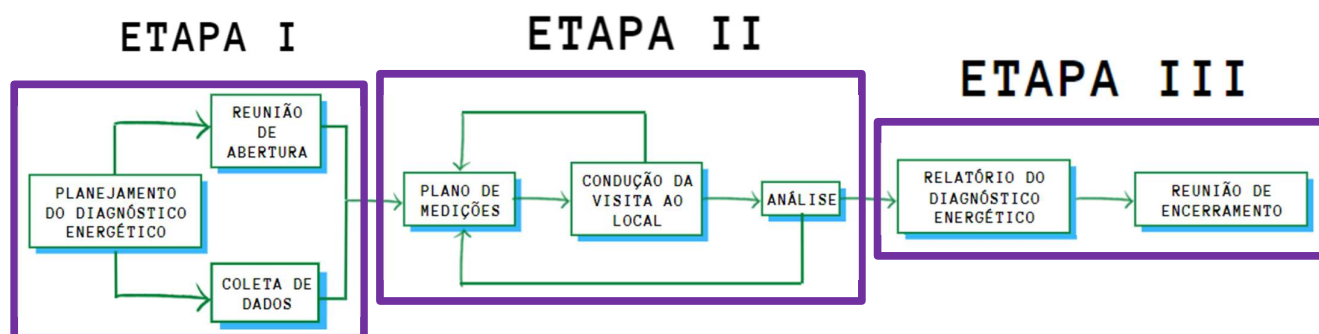 ETAPA I
PLANEJAMENTO
DO DIAGNÓSTICO
ENERGÉTICO
REUNIÃO
DE
ABERTURA
COLETA DE
DADOS
ETAPA II
PLANO DE
MEDIÇÕES
CONDUÇÃO DA
VISITA AO
LOCAL
ANÁLISE
ETAPA III
RELATÓRIO DO
DIAGNÓSTICO
ENERGÉTICO
REUNIÃO DE
ENCERRAMENTO